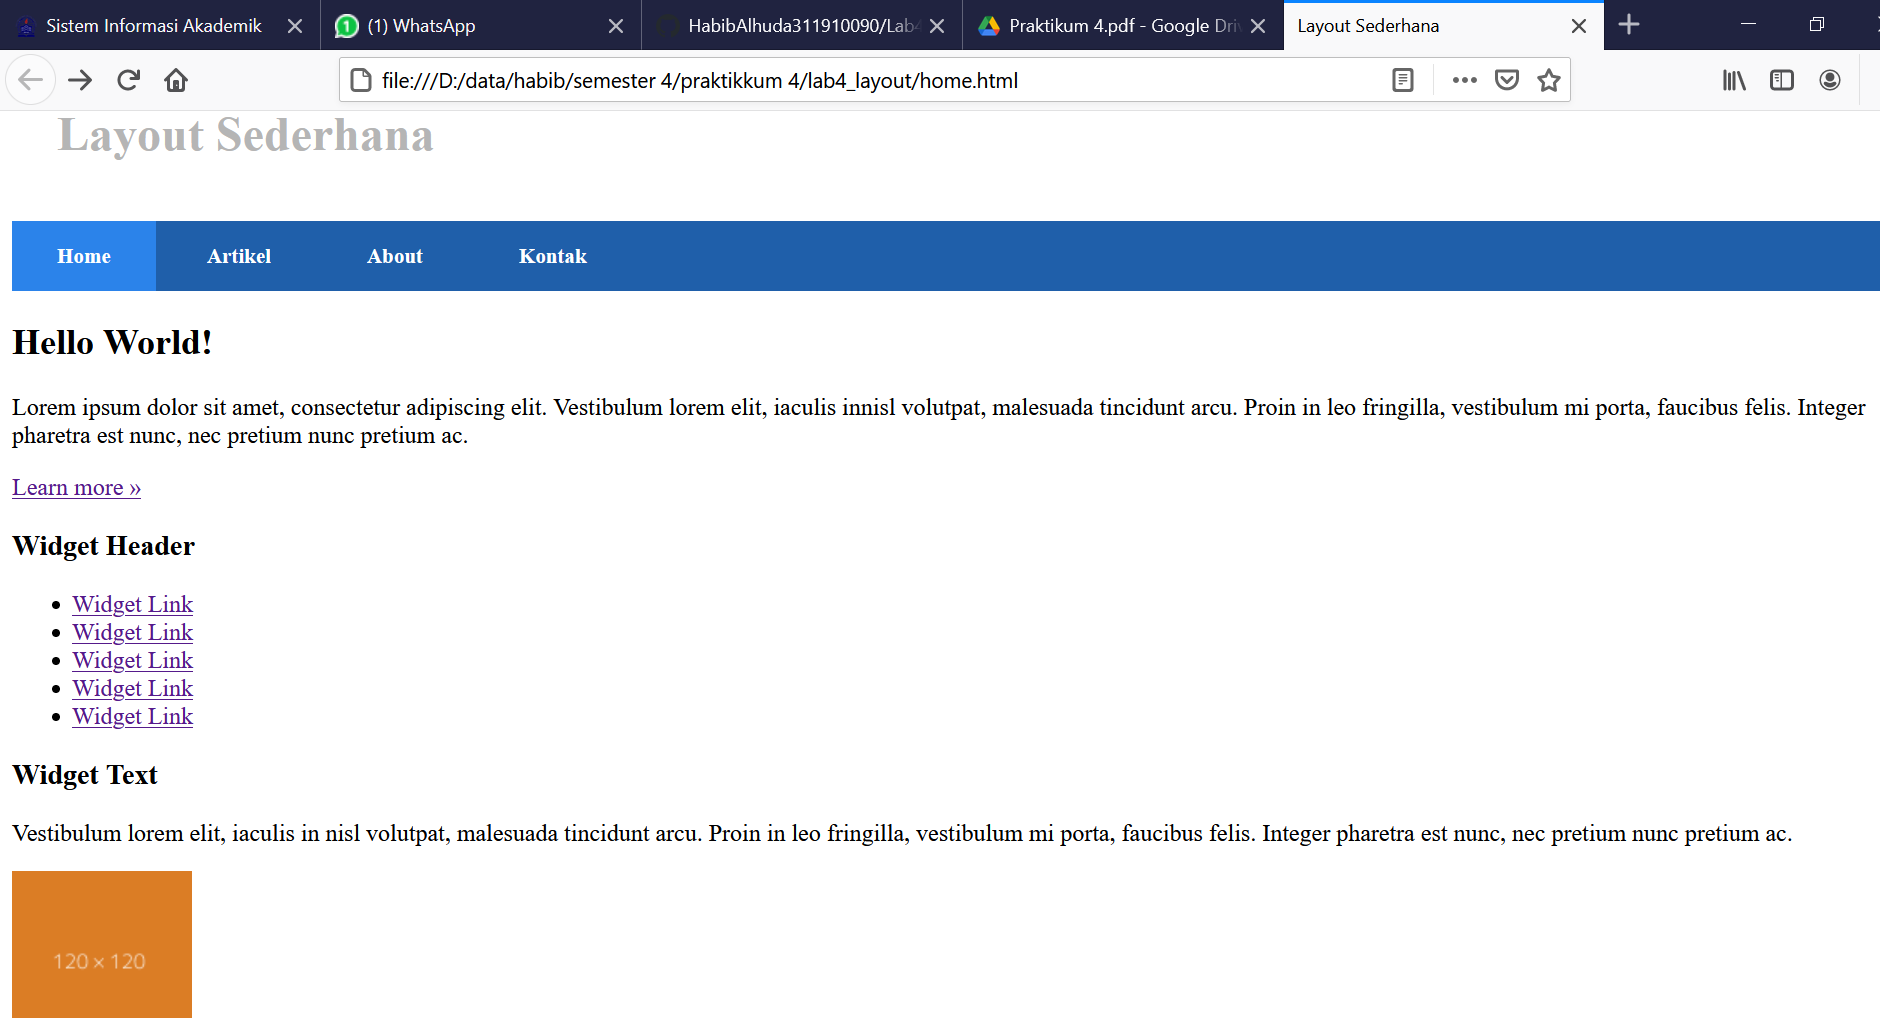 Sistem Informasi Akademik
(1) WhatsApp
HabibAlhuda311910090/Lab4
Praktikum 4.pdf - Google Driv
Layout Sederhana
file:///D:/data/habib/semester 4/praktikkum 4/lab4_layout/home.html
Layout Sederhana
Home Artikel About Kontak
Hello World!
Lorem ipsum dolor sit amet, consectetur adipiscing elit. Vestibulum lorem elit, iaculis innisl volutpat, malesuada tincidunt arcu. Proin in leo fringilla, vestibulum mi porta, faucibus felis. Integer
pharetra est nunc, nec pretium nunc pretium ac.
Learn more »
Widget Header
Widget Link
Widget Link
Widget Link
Widget Link
Widget Link
Widget Text
Vestibulum lorem elit, iaculis in nisl volutpat, malesuada tincidunt arcu. Proin in leo fringilla, vestibulum mi porta, faucibus felis. Integer pharetra est nunc, nec pretium nunc pretium ac.
120 × 120